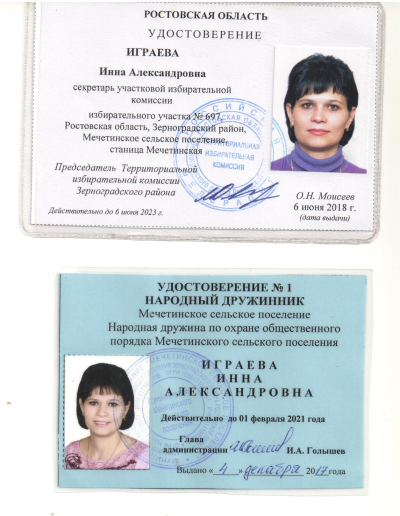 РОСТОВСКАЯ ОБЛАСТЬ
УДОСТОВЕРЕНИЕ
ИГРАЕВА
Инна Александровна
секретарь участковой избирательной
комиссии
избирательного участка № 697,
Ростовская область, Зерноградский район,
Мечетинское сельское поселение,
станица Мечетинская
Председатель Территориальной
избирательной комиссии
Зерноградского района
О.Н. Моисеев
6 июня 2018 г.
(дата выдачи)
Действительно до 6 июня 2023 г.
ТЕРРИТОРИАЛЬНАЯ
ИЗБИРАТЕЛЬНАЯ
КОМИССИЯ
УДОСТОВЕРЕНИЕ № 1
НАРОДНЫЙ ДРУЖИННИК
Мечетинское сельское поселение
Народная дружина по охране общественного
порядка Мечетинского сельского поселения
ИГРАЕВА
ИННА
АЛЕКСАНДРОВНА
Действительно до 01 февраля 2021 года
Глава
администрации И.А. Голышев
Выдано « 4 » декабря 2017 года